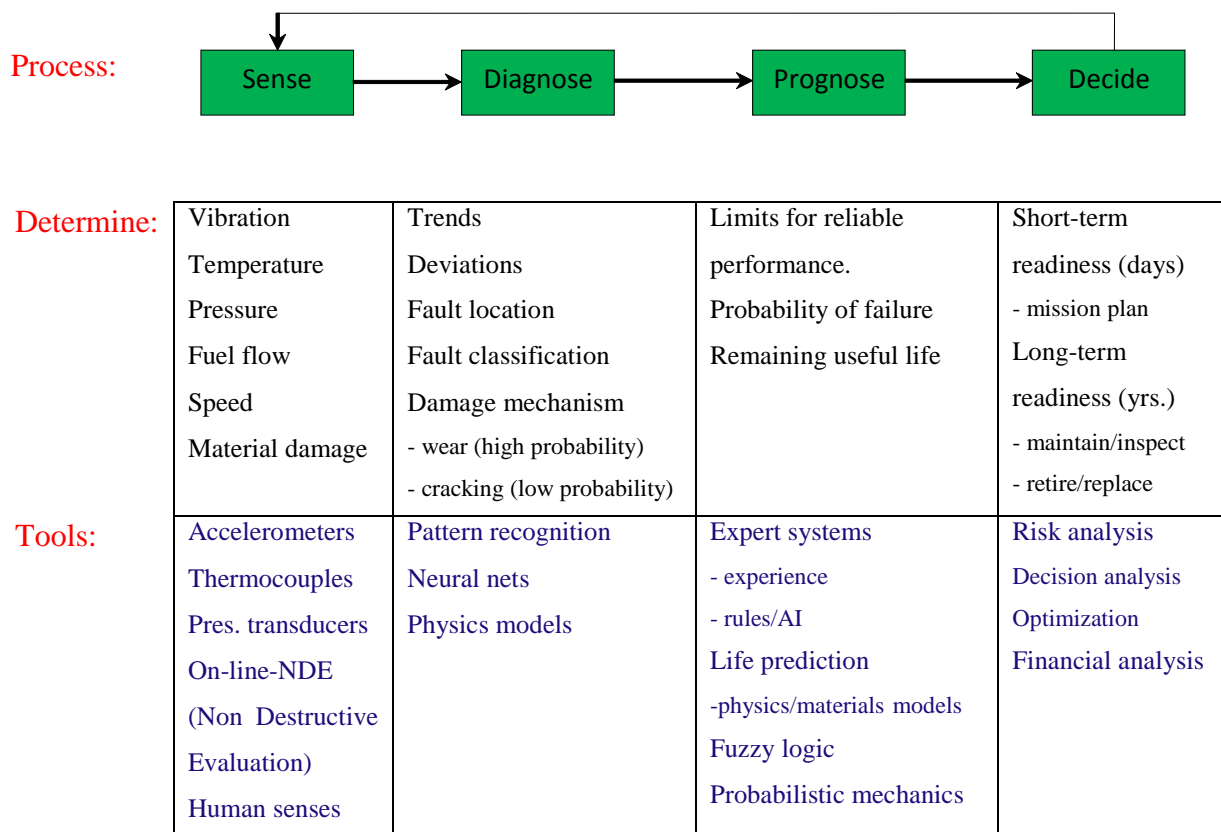 Process:
Sense
Diagnose
Prognose
Decide
Determine:
Vibration
Temperature
Pressure
Fuel flow
Speed
Material damage
Trends
Deviations
Fault location
Fault classification
Damage mechanism
- wear (high probability)
- cracking (low probability)
Limits for reliable
performance.
Probability of failure
Remaining useful life
Short-term
readiness (days)
- mission plan
Long-term
readiness (yrs.)
- maintain/inspect
- retire/replace
Tools:
Accelerometers
Thermocouples
Pres. transducers
On-line-NDE
(Non Destructive
Evaluation)
Human senses
Pattern recognition
Neural nets
Physics models
Expert systems
- experience
- rules/AI
Life prediction
-physics/materials models
Fuzzy logic
Probabilistic mechanics
Risk analysis
Decision analysis
Optimization
Financial analysis